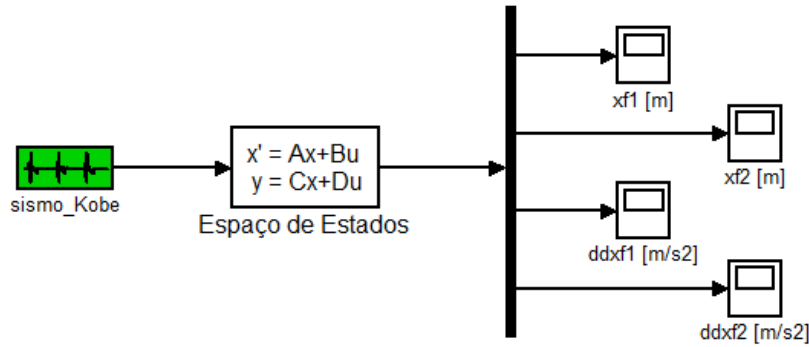 sismo_Kobe
x' = Ax+Bu
y = Cx+Du
Espaço de Estados
xf1 [m]
xf2 [m]
ddxf1 [m/s2]
ddxf2 [m/s2]